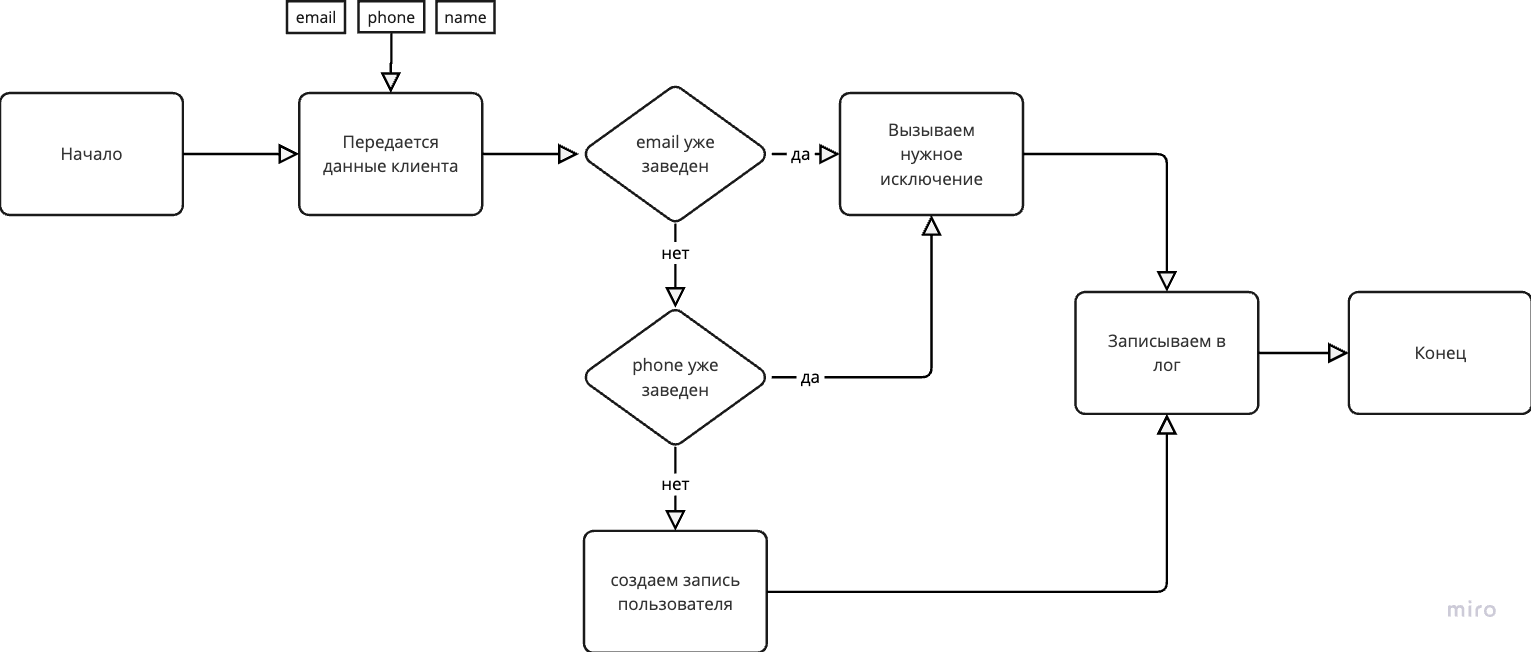 email
phone
name
Начало
Передается
данные клиента
email уже
заведен
да
Вызываем
нужное
исключение
нет
phone уже
заведен
да
Записываем в
лог
Конец
нет
создаем запись
пользователя
miro